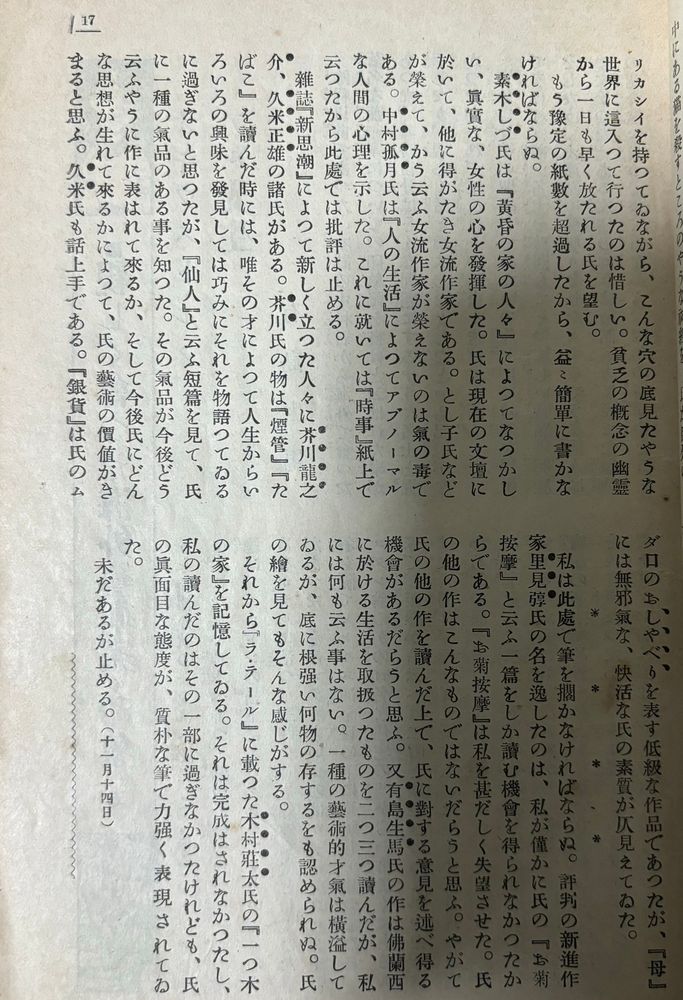 17
リカシイを持つてゐながら、こんな穴の底見たやうな
世界に這入つて行つたのは惜しい。貧乏の概念の幽靈
から一日も早く放たれる氏を望む。
もう豫定の紙數を超過したから、益〻簡單に書かな
ければならぬ。
素木しづ氏は『黄昏の家の人々』によつてなつかし
い、眞實な、女性の心を發揮した。氏は現在の文壇に
於いて、他に得がたき女流作家である。とし子氏など
が榮えて、かう云ふ女流作家が榮えないのは氣の毒で
ある。中村孤月氏は『人の生活』によつてアブノーマル
な人間の心理を示した。これに就いては『時事』紙上で
云つたから此處では批評は止める。
雜誌『新思潮』によつて新しく立つた人々に芥川龍之
介、久米正雄の諸氏がある。芥川氏の物は『煙管』『た
ばこ』を讀んだ時には、唯その才によつて人生からい
ろいろの興味を發見しては巧みにそれを物語つてゐる
に過ぎないと思つたが、『仙人』と云ふ短篇を見て、氏
に一種の氣品のある事を知つた。その氣品が今後どう
云ふやうに作に表はれて來るか、そして今後氏にどん
な思想が生れて來るかによつて、氏の藝術の價値がき
まると思ふ。久米氏も話上手である。『銀貨』は氏のム
ダ口のおしやべりを表す低級な作品であつたが、『母』
には無邪氣な、快活な氏の素質が仄見えてゐた。
* * * *
私は此處で筆を擱かなければならぬ。評判の新進作
家里見弴氏の名を逸したのは、私が僅かに氏の『お菊
按摩』と云ふ一篇をしか讀む機會を得られなかつたか
らである。『お菊按摩』は私を甚だしく失望させた。氏
の他の作はこんなものではないだらうと思ふ。やがて
氏の他の作を讀んだ上で、氏に對する意見を述べ得る
機會があるだらうと思ふ。又有島生馬氏の作は佛蘭西
に於ける生活を取扱つたものを二つ三つ讀んだが、私
には何も云ふ事はない。一種の藝術的才氣は横溢して
ゐるが、底に根强い何物の存するをも認められぬ。氏
の繪を見てもそんな感じがする。
それから『ラ・テール』に載つた木村莊太氏の『一つ木
の家』を記憶してゐる。それは完成はされなかつたし、
私の讀んだのはその一部に過ぎなかつたけれども、氏
の眞面目な態度が、質朴な筆で力强く表現されてゐ
た。
未だあるが止める。(十一月十四日)